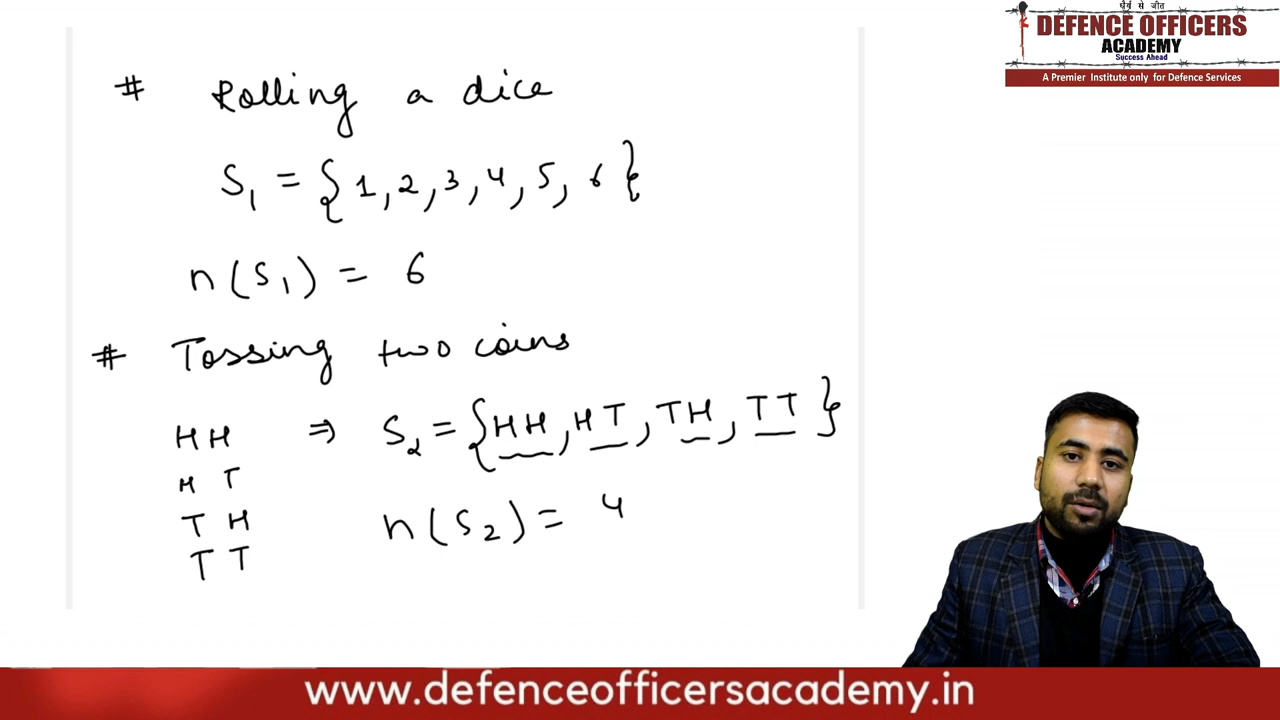 धैर्य से जीत
DEFENCE OFFICERS
ACADEMY
Success Ahead
A Premier Institute only for Defence Services
# Rolling a dice
S₁ = {1, 2, 3, 4, 5, 6}
n(S₁) = 6
# Tossing two coins
HH ⇒ S₂ = {HH, HT, TH, TT}
HT
TH n(S₂) = 4
TT
www.defenceofficersacademy.in